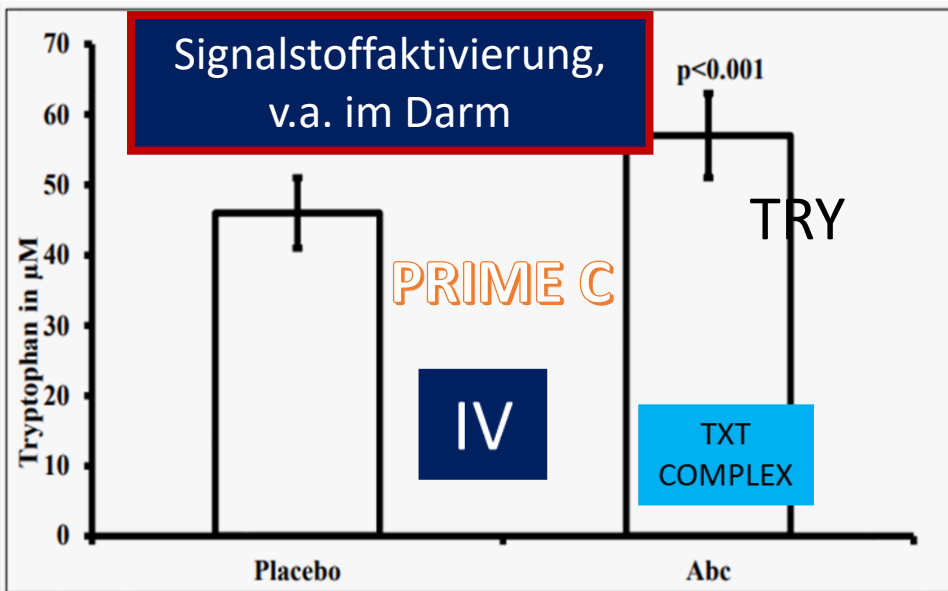 Signalstoffaktivierung,
v.a. im Darm
p<0.001
TRY
PRIME C
IV
TXT
COMPLEX
Tryptophan in µM
70
60
50
40
30
20
10
0
Placebo
Abc